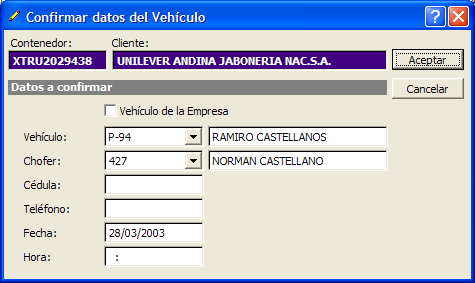 Confirmar datos del Vehículo
Contenedor: Cliente:
XTRU2029438 UNILEVER ANDINA JABONERIA NAC.S.A. Aceptar
Datos a confirmar Cancelar
Vehículo de la Empresa
Vehículo: P-94 RAMIRO CASTELLANOS
Chofer: 427 NORMAN CASTELLANO
Cédula:
Teléfono:
Fecha: 28/03/2003
Hora: :